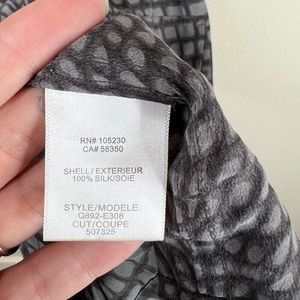 RN# 105230
CA# 58350
SHELL/ EXTERIEUR
100% SILK/SOIE
STYLE/MODELE
Q892-E308
CUT/COUPE
507325